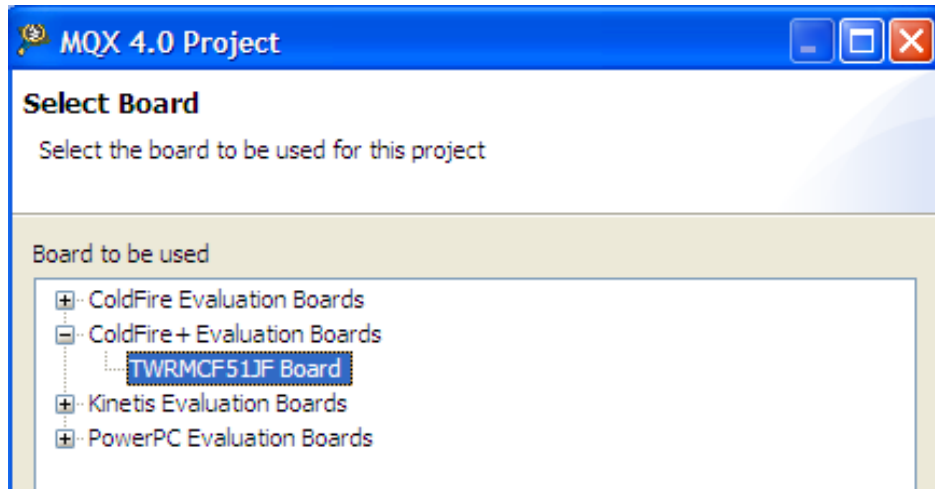 MQX 4.0 Project
Select Board
Select the board to be used for this project
Board to be used
ColdFire Evaluation Boards
ColdFire+ Evaluation Boards
TWRMCF51JF Board
Kinetis Evaluation Boards
PowerPC Evaluation Boards